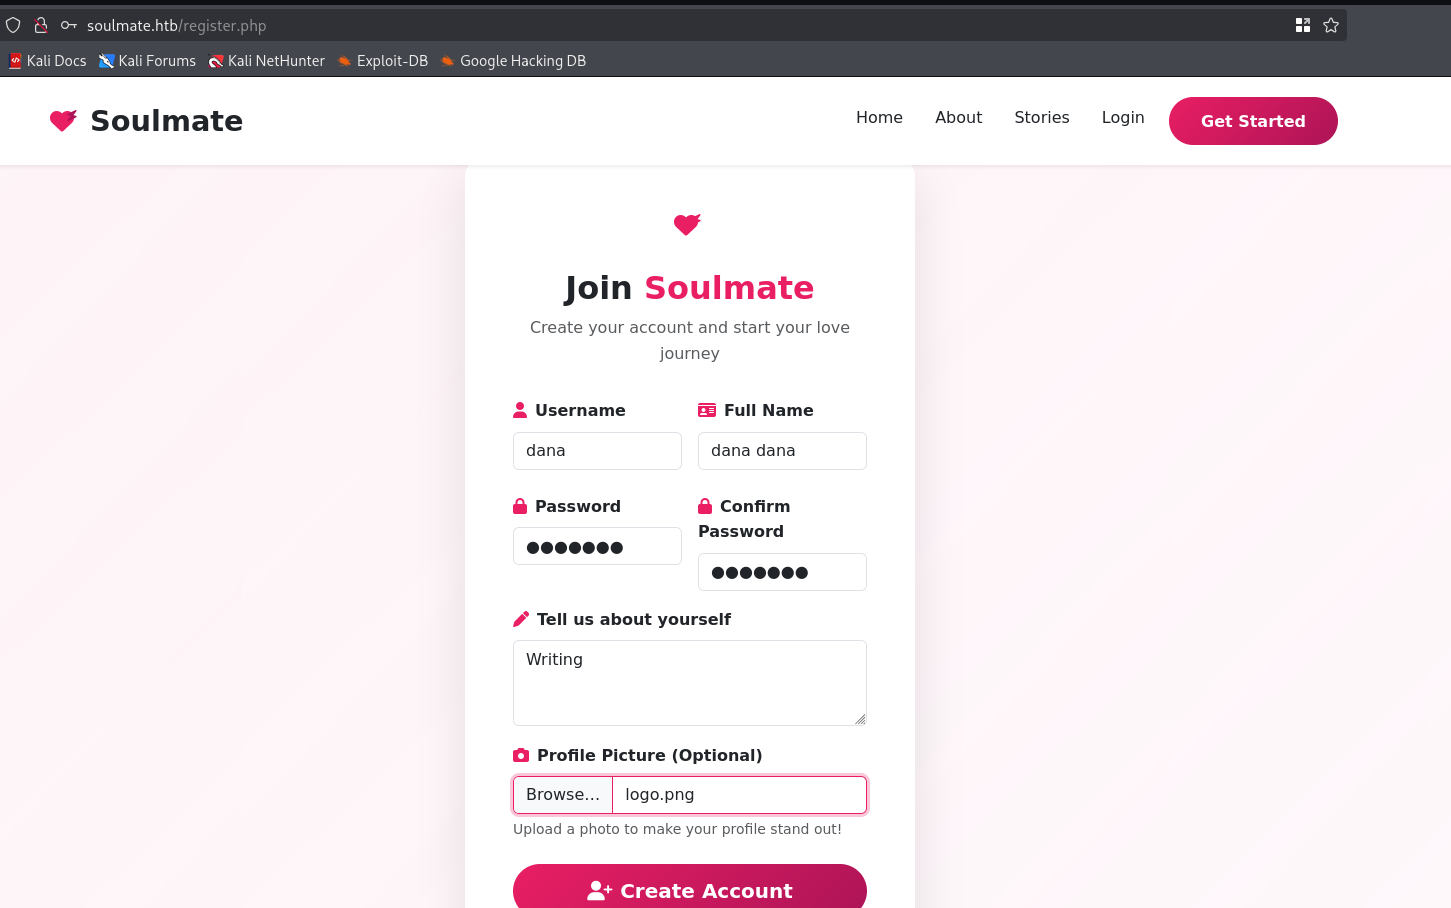 soulmate.htb/register.php
Kali Docs Kali Forums Kali NetHunter Exploit-DB Google Hacking DB
Soulmate
Home About Stories Login Get Started
Join Soulmate
Create your account and start your love
journey
Username Full Name
dana dana dana
Password Confirm
Password
●●●●●●● ●●●●●●●
Tell us about yourself
Writing
Profile Picture (Optional)
Browse... logo.png
Upload a photo to make your profile stand out!
Create Account